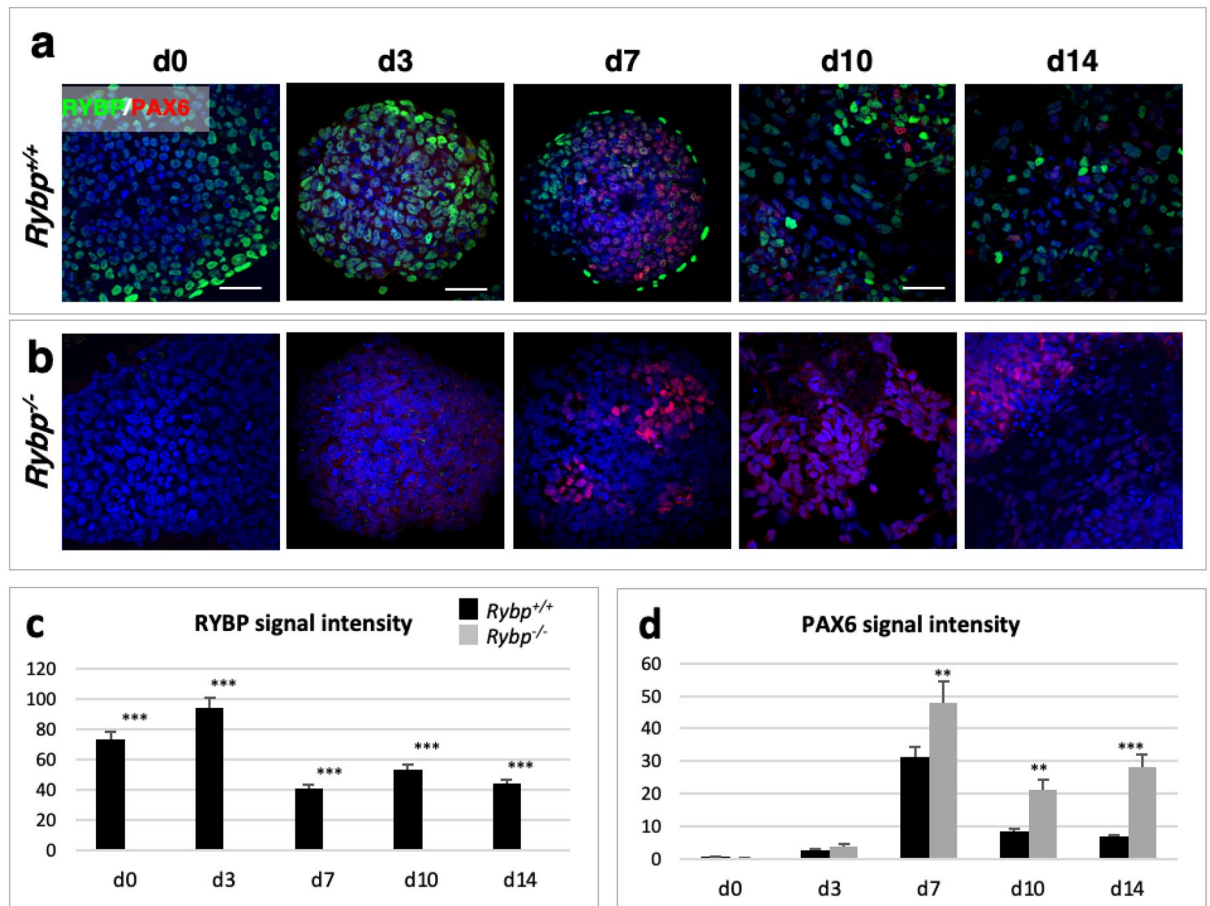 a
d0 d3 d7 d10 d14
RYBP/PAX6
Rybp+/+
b
Rybp-/-
c
RYBP signal intensity
Rybp+/+
Rybp-/-
120
100
80
60
40
20
0
*** *** *** *** ***
d0 d3 d7 d10 d14
d
PAX6 signal intensity
60
50
40
30
20
10
0
** ** ***
d0 d3 d7 d10 d14